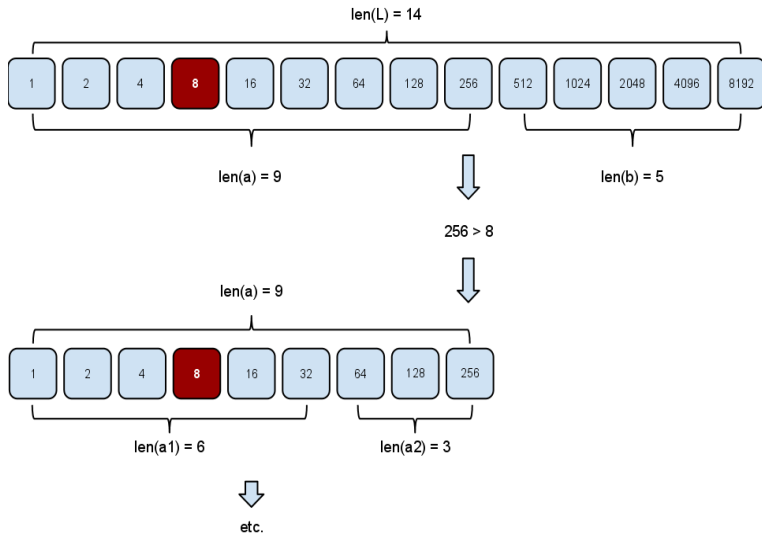 len(L) = 14
1 2 4 8 16 32 64 128 256 512 1024 2048 4096 8192
len(a) = 9 len(b) = 5
256 > 8
len(a) = 9
1 2 4 8 16 32 64 128 256
len(a1) = 6 len(a2) = 3
etc.